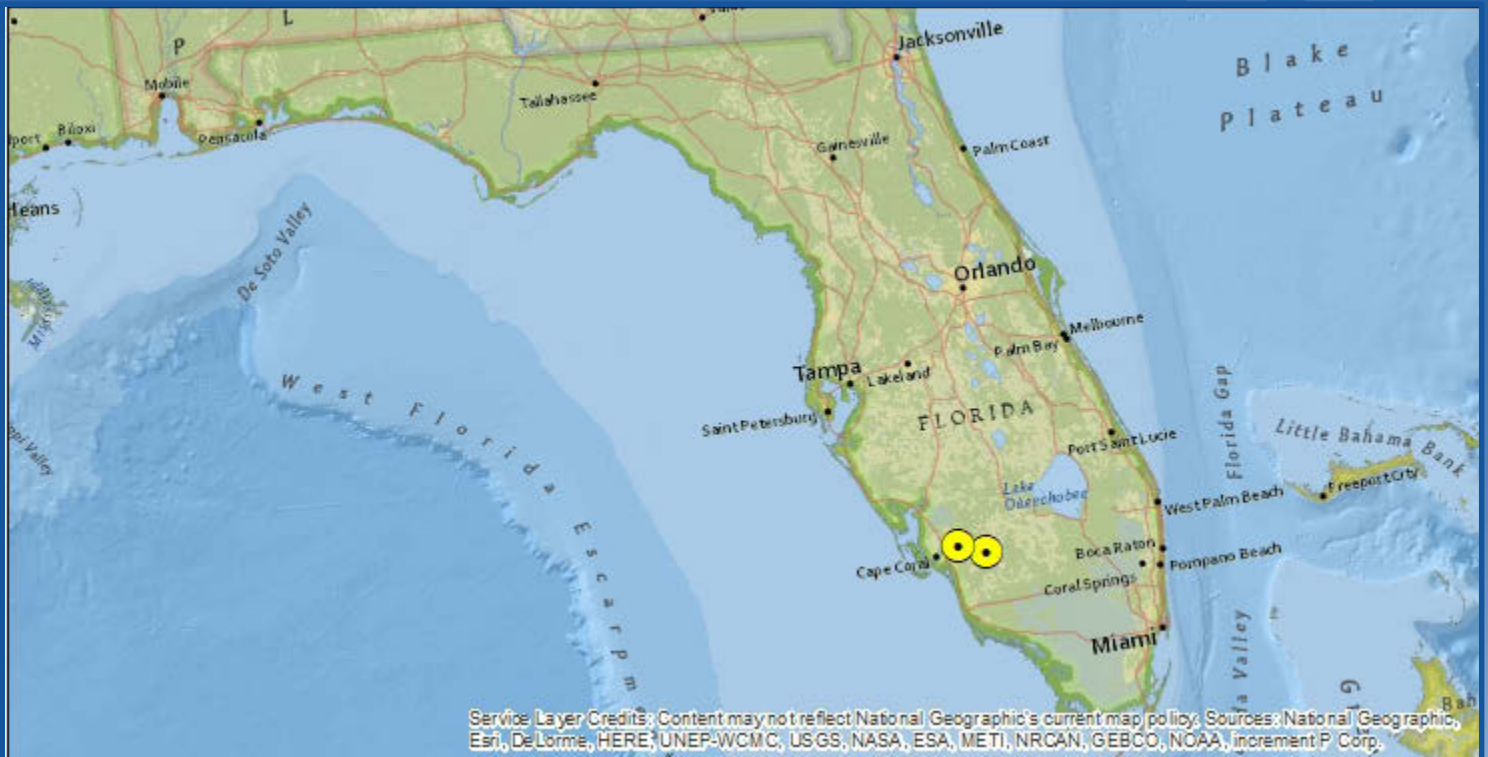 P L
Jacksonville
Blake
Plateau
Mobile
Tallahassee
Biloxi
Pensacola
Gainesville
Palm Coast
De Soto Valley
Orlando
Melbourne
Palm Bay
Tampa
Lakeland
West Florida Escarpm
FLORIDA
Saint Petersburg
Port Saint Lucie
Florida Gap
Little Bahama Bank
Freeport City
Lake
Okeechobee
West Palm Beach
Boca Raton
Pompano Beach
Cape Coral
Coral Springs
Miami
Valley
Service Layer Credits: Content may not reflect National Geographic's current map policy. Sources: National Geographic,
Esri, DeLorme, HERE, UNEP-WCMC, USGS, NASA, ESA, METI, NRCAN, GEBCO, NOAA, increment P Corp.